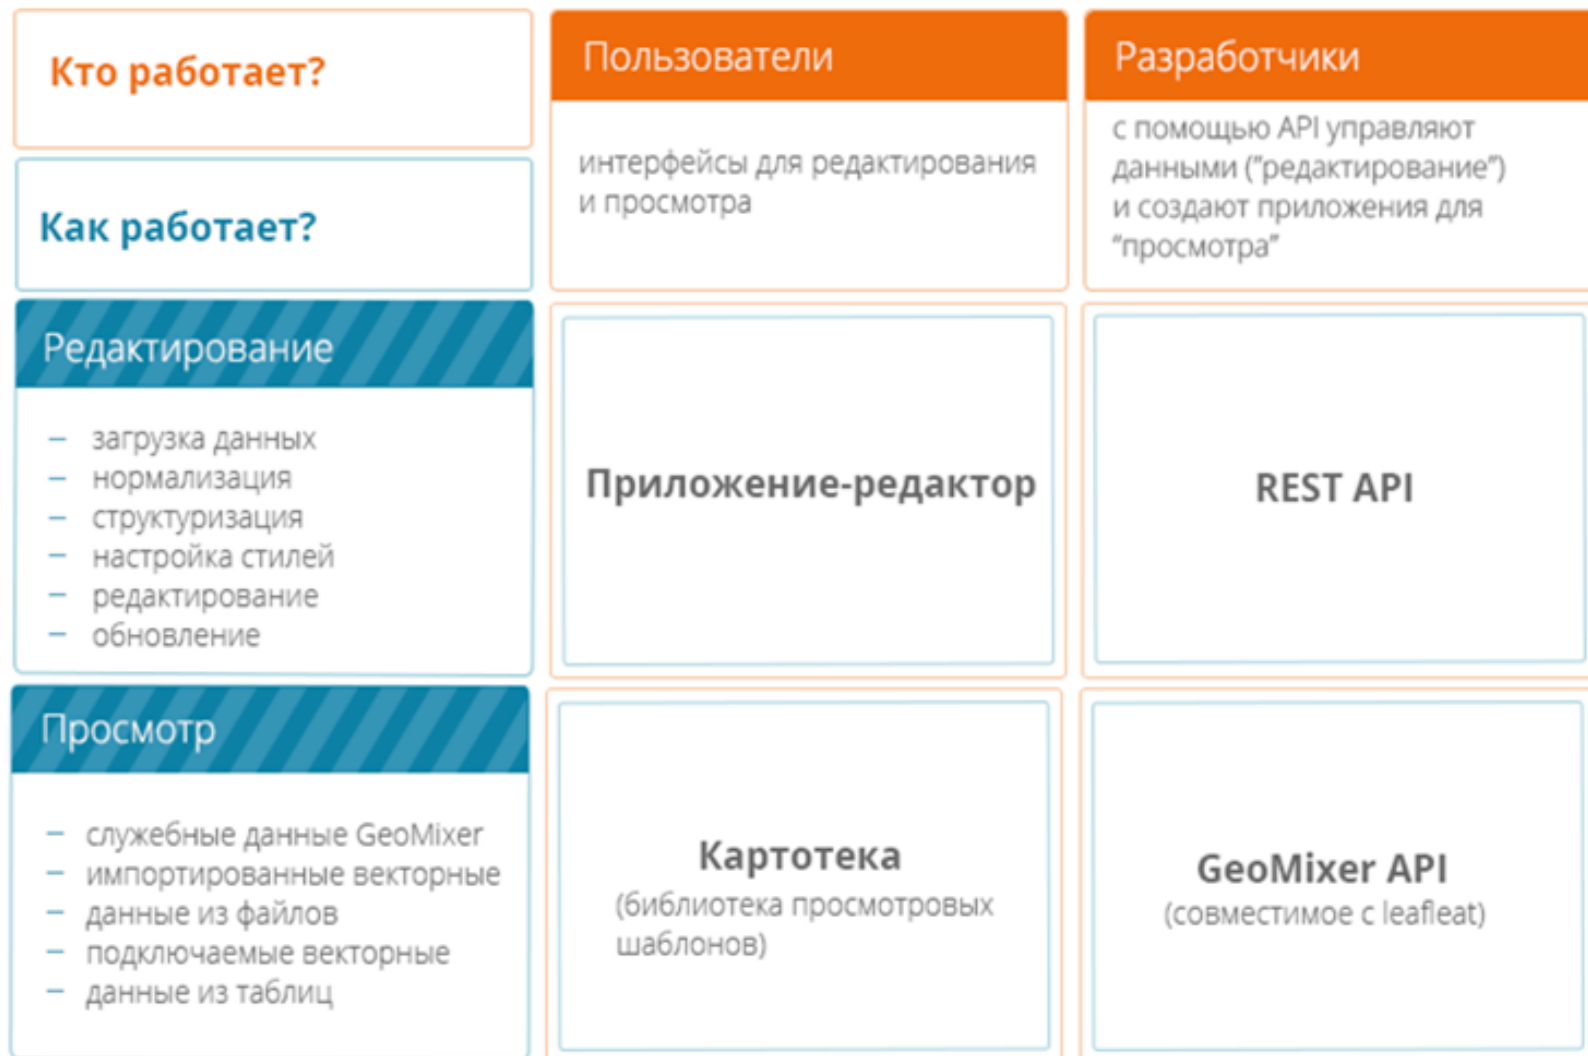 Кто работает?
Пользователи
Разработчики
Как работает?
интерфейсы для редактирования
и просмотра
с помощью API управляют
данными ("редактирование")
и создают приложения для
"просмотра"
Редактирование
– загрузка данных
– нормализация
– структуризация
– настройка стилей
– редактирование
– обновление
Приложение-редактор
REST API
Просмотр
– служебные данные GeoMixer
– импортированные векторные
– данные из файлов
– подключаемые векторные
– данные из таблиц
Картотека
(библиотека просмотровых
шаблонов)
GeoMixer API
(совместимое с leafleat)